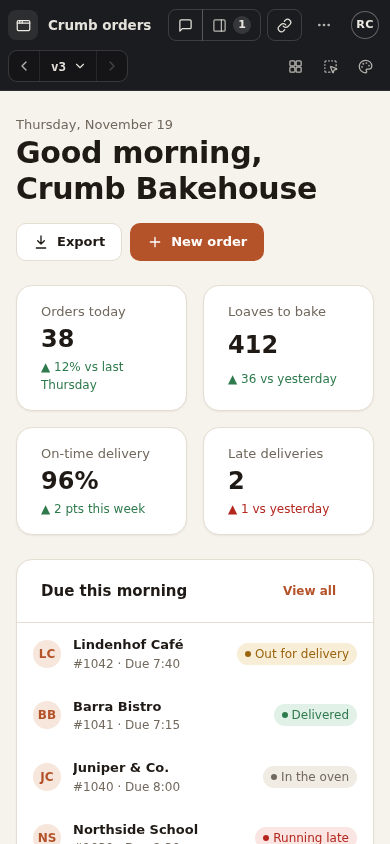 Crumb orders
1
RC
v3
Thursday, November 19
Good morning,
Crumb Bakehouse
Export
New order
Orders today
38
▲ 12% vs last
Thursday
Loaves to bake
412
▲ 36 vs yesterday
On-time delivery
96%
▲ 2 pts this week
Late deliveries
2
▲ 1 vs yesterday
Due this morning
View all
LC
Lindenhof Café
#1042 · Due 7:40
Out for delivery
BB
Barra Bistro
#1041 · Due 7:15
Delivered
JC
Juniper & Co.
#1040 · Due 8:00
In the oven
NS
Northside School
Running late